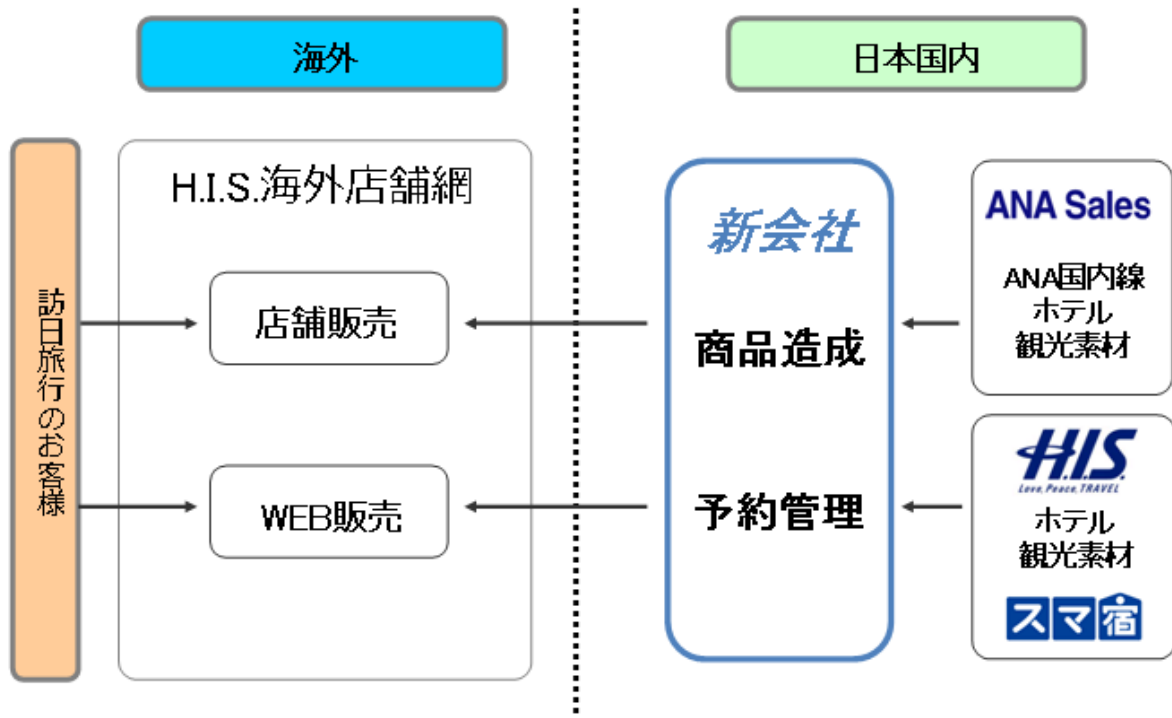 海外
日本国内
訪日旅行のお客様
H.I.S.海外店舗網
店舗販売
WEB販売
新会社
商品造成
予約管理
ANA Sales
ANA国内線
ホテル
観光素材
H.I.S.
Love, Peace, TRAVEL
ホテル
観光素材
スマ宿